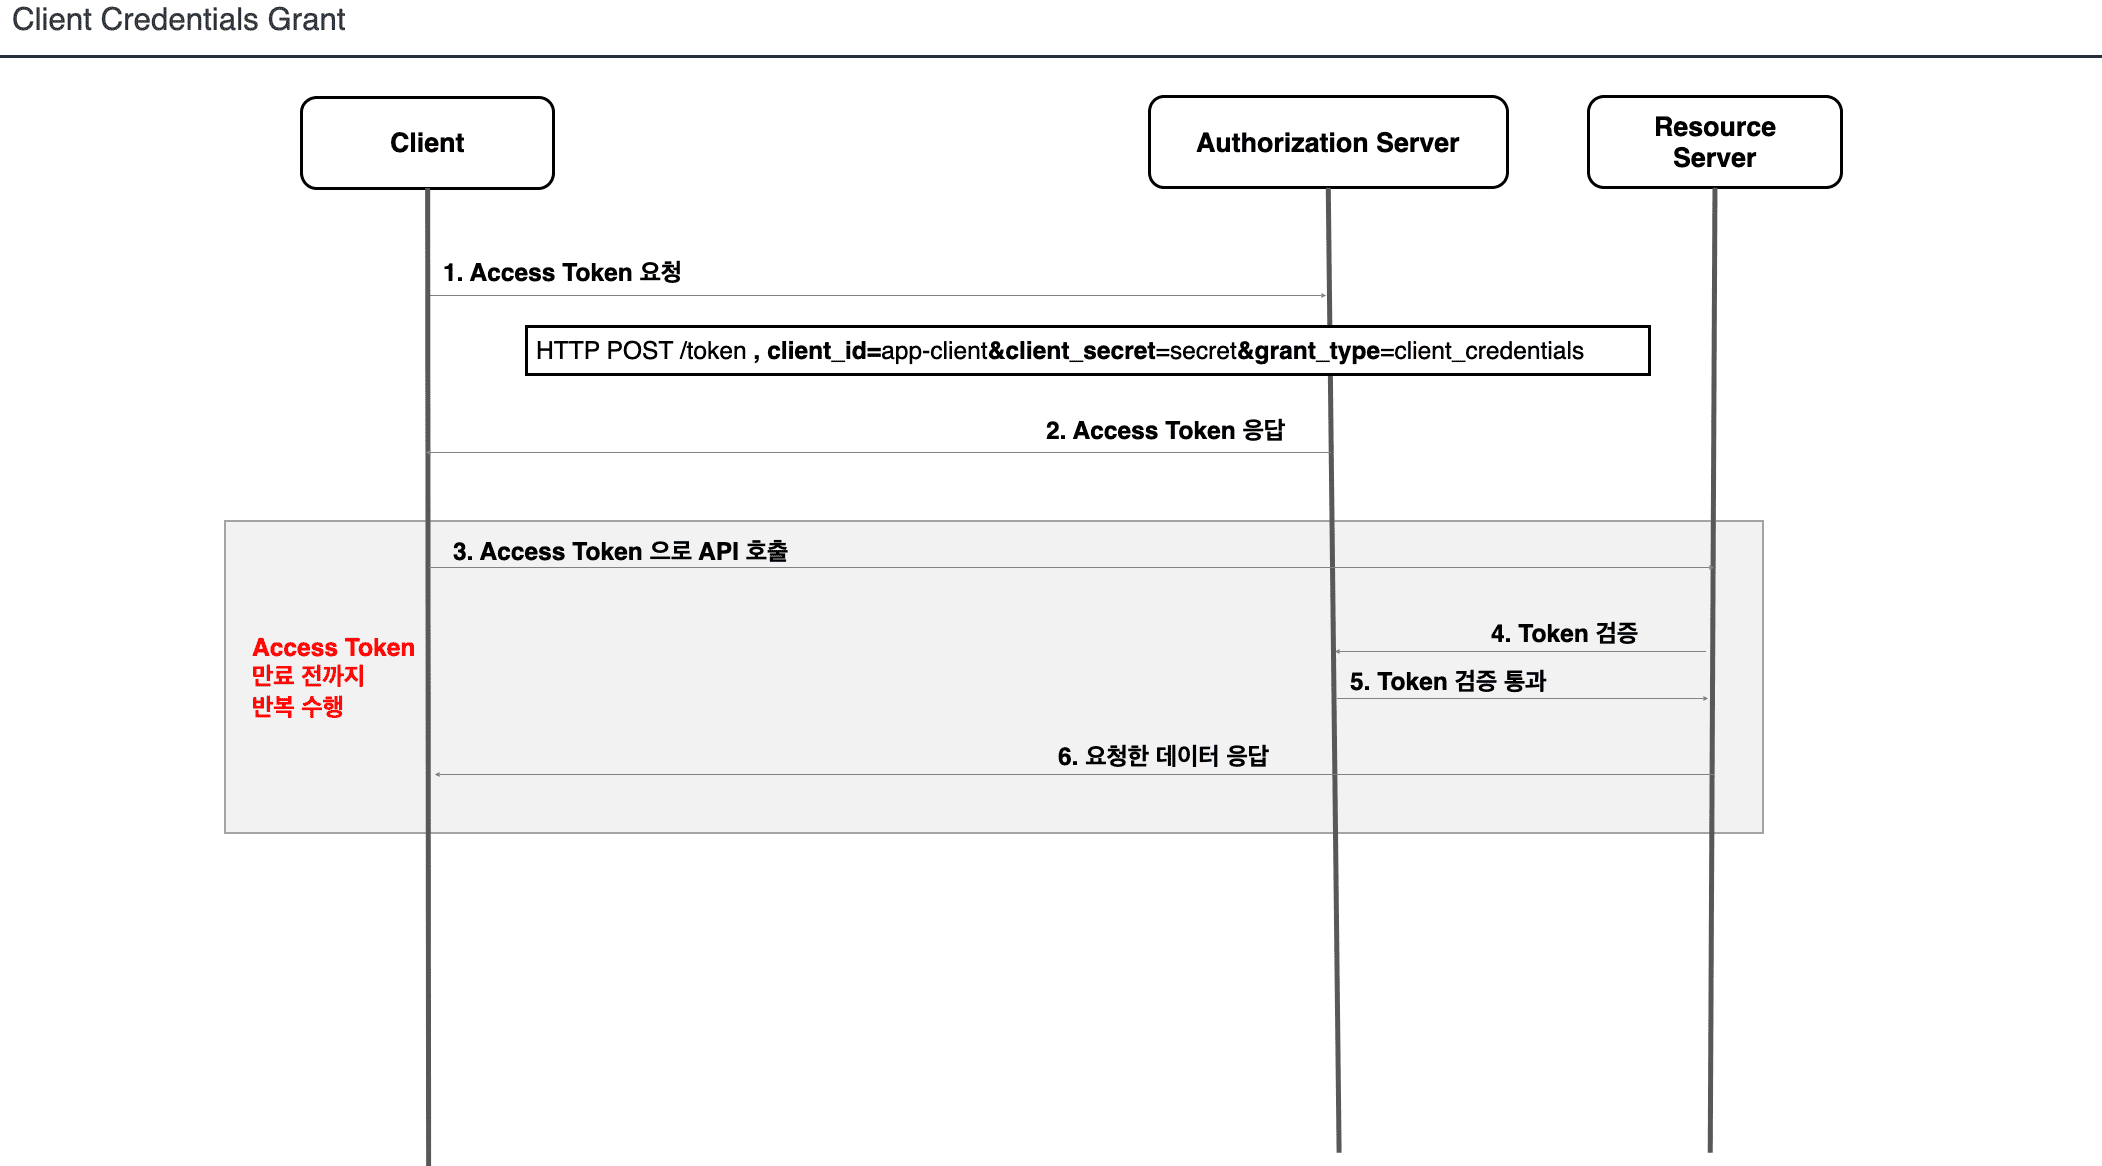 Client Credentials Grant
Client
Authorization Server
Resource
Server
1. Access Token 요청
HTTP POST /token , client_id=app-client&client_secret=secret&grant_type=client_credentials
2. Access Token 응답
3. Access Token 으로 API 호출
4. Token 검증
Access Token
만료 전까지
반복 수행
5. Token 검증 통과
6. 요청한 데이터 응답